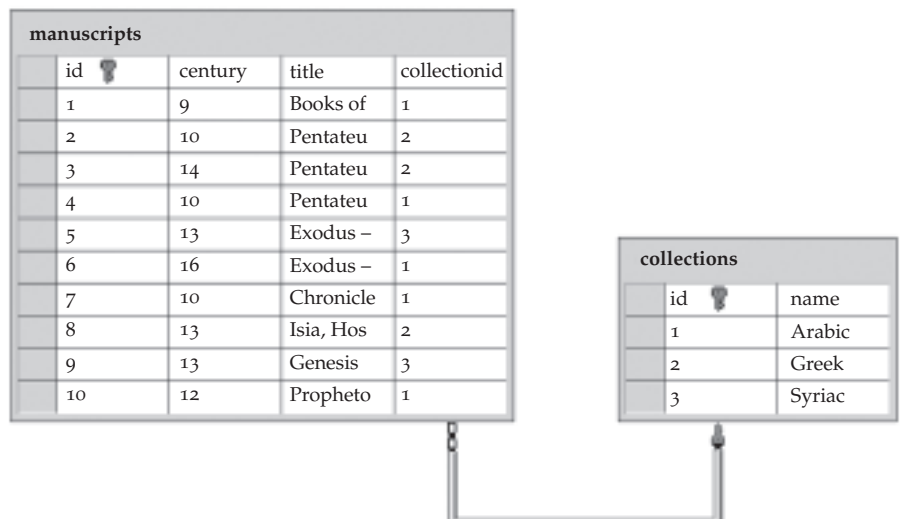 manuscripts
id century title collectionid
1 9 Books of 1
2 10 Pentateu 2
3 14 Pentateu 2
4 10 Pentateu 1
5 13 Exodus – 3
6 16 Exodus – 1
7 10 Chronicle 1
8 13 Isia, Hos 2
9 13 Genesis 3
10 12 Propheto 1
collections
id name
1 Arabic
2 Greek
3 Syriac